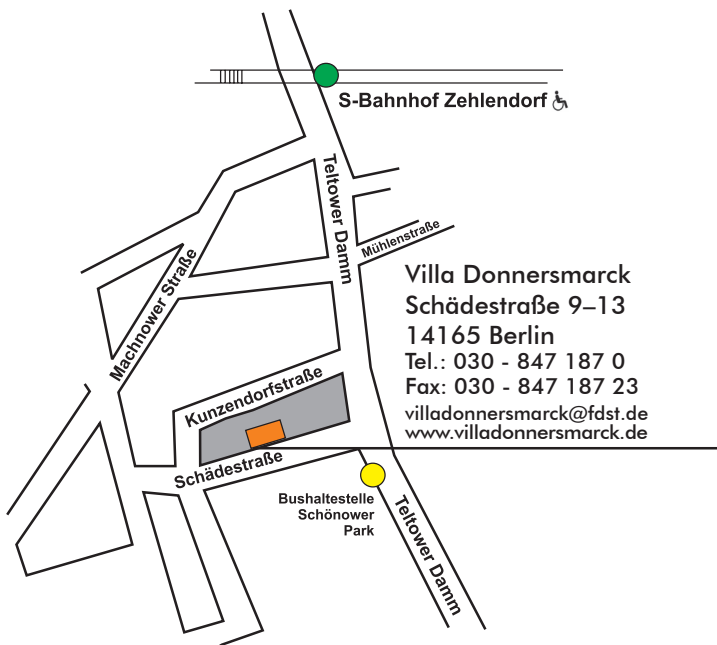 S-Bahnhof Zehlendorf
Teltower Damm
Mühlenstraße
Machnower Straße
Villa Donnersmarck
Schädestraße 9–13
14165 Berlin
Tel.: 030 - 847 187 0
Fax: 030 - 847 187 23
villadonnersmarck@fdst.de
www.villadonnersmarck.de
Kunzendorfstraße
Schädestraße
Bushaltestelle
Schönower
Park
Teltower Damm